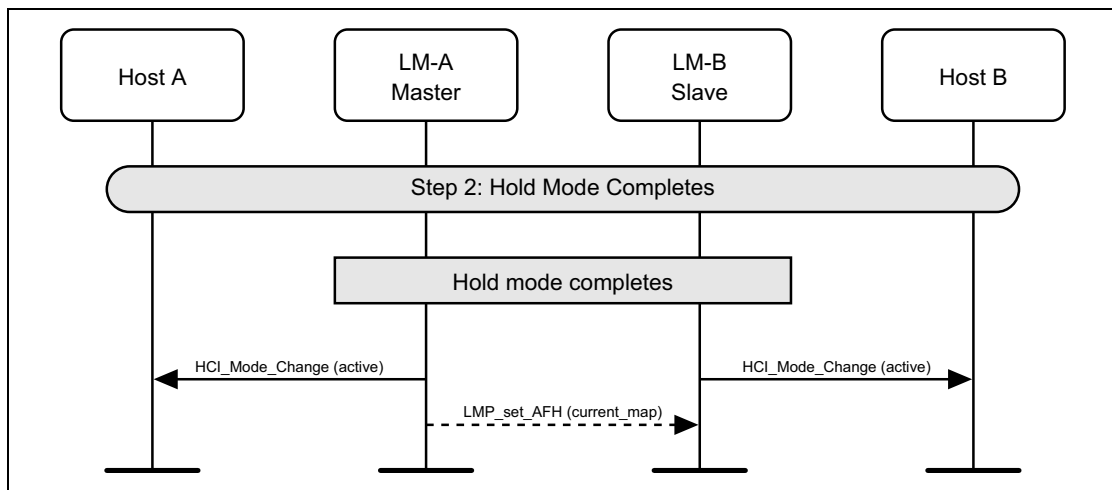 Host A
LM-A
Master
LM-B
Slave
Host B
Step 2: Hold Mode Completes
Hold mode completes
HCI_Mode_Change (active)
HCI_Mode_Change (active)
LMP_set_AFH (current_map)